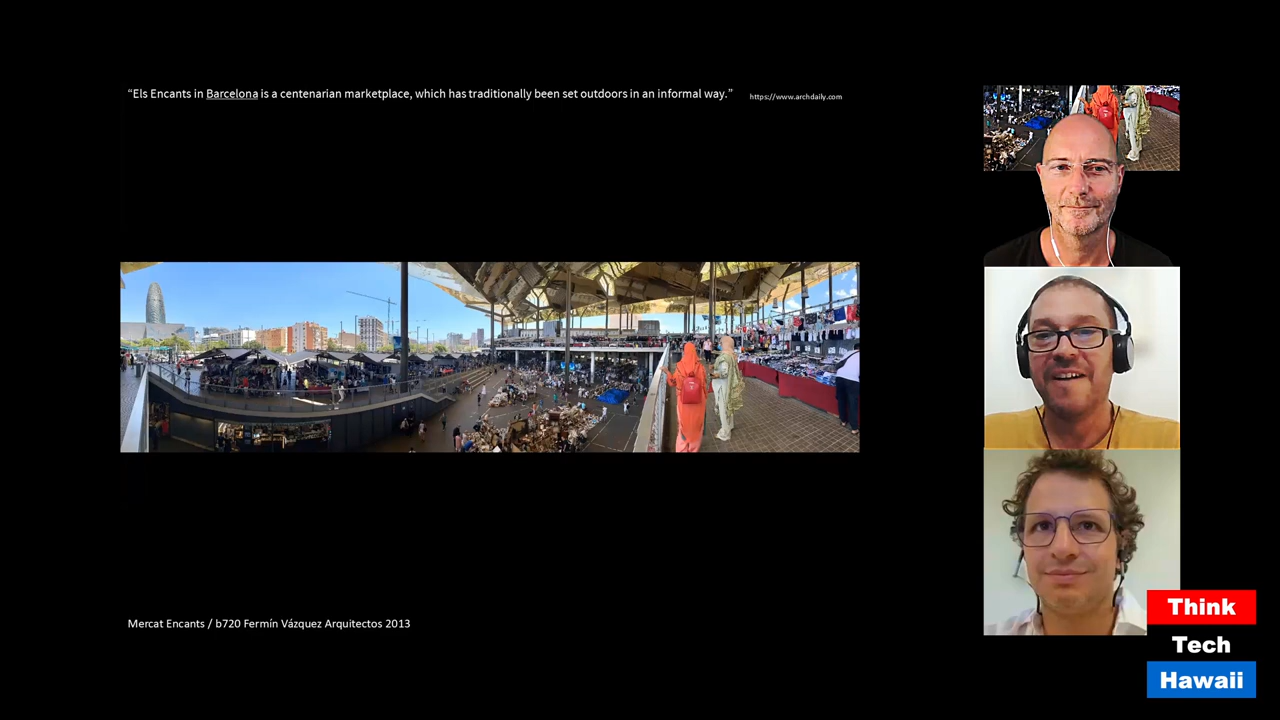 “Els Encants in Barcelona is a centenarian marketplace, which has traditionally been set outdoors in an informal way.” https://www.archdaily.com
Mercat Encants / b720 Fermín Vázquez Arquitectos 2013
Think
Tech
Hawaii